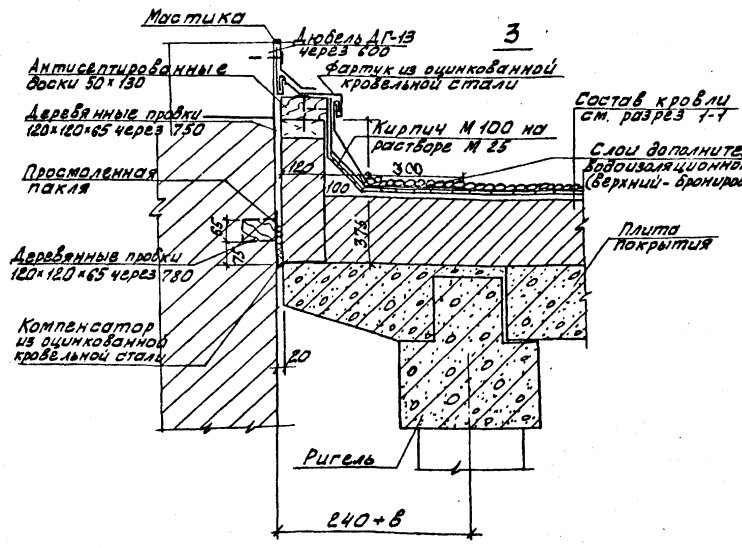 Мастика
Дюбель ДГ-13
через 600
3
Антисептированные
доски 50×130
Фартук из оцинкованной
кровельной стали
Деревянные пробки
120×120×65 через 750
Состав кровли
см. разрез 1-1
Кирпич М 100 на
растворе М 25
Слои дополните
водоизоляционно
(верхний-брониров
Просмоленная
пакля
120
300
100
65
75
375
Деревянные пробки
120×120×65 через 780
Плита
покрытия
Компенсатор
из оцинкованной
кровельной стали
20
Ригель
240+в